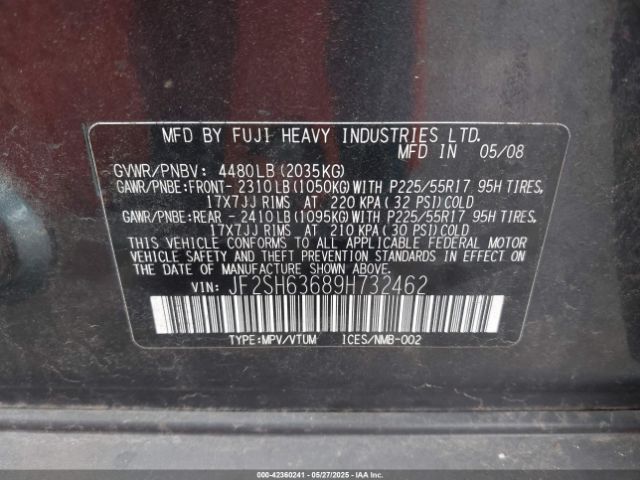 MFD BY FUJI HEAVY INDUSTRIES LTD.
MFD IN 05/08
GVWR/PNBV: 4480LB(2035KG)
GAWR/PNBE:FRONT- 2310LB(1050KG)WITH P225/55R17 95H TIRES,
17X7JJ RIMS AT 220 KPA(32 PSI)COLD
GAWR/PNBE:REAR - 2410LB(1095KG)WITH P225/55R17 95H TIRES,
17X7JJ RIMS AT 210 KPA(30 PSI)COLD
THIS VEHICLE CONFORMS TO ALL APPLICABLE FEDERAL MOTOR
VEHICLE SAFETY AND THEFT PREVENTION STANDARDS IN EFFECT ON
THE DATE OF MANUFACTURE SHOWN ABOVE.
VIN: JF2SH63689H732462
TYPE:MPV/VTUM ICES/NMB-002
000-42360241 - 05/27/2025 - IAAI.COM - COPYRIGHT IAA, LLC